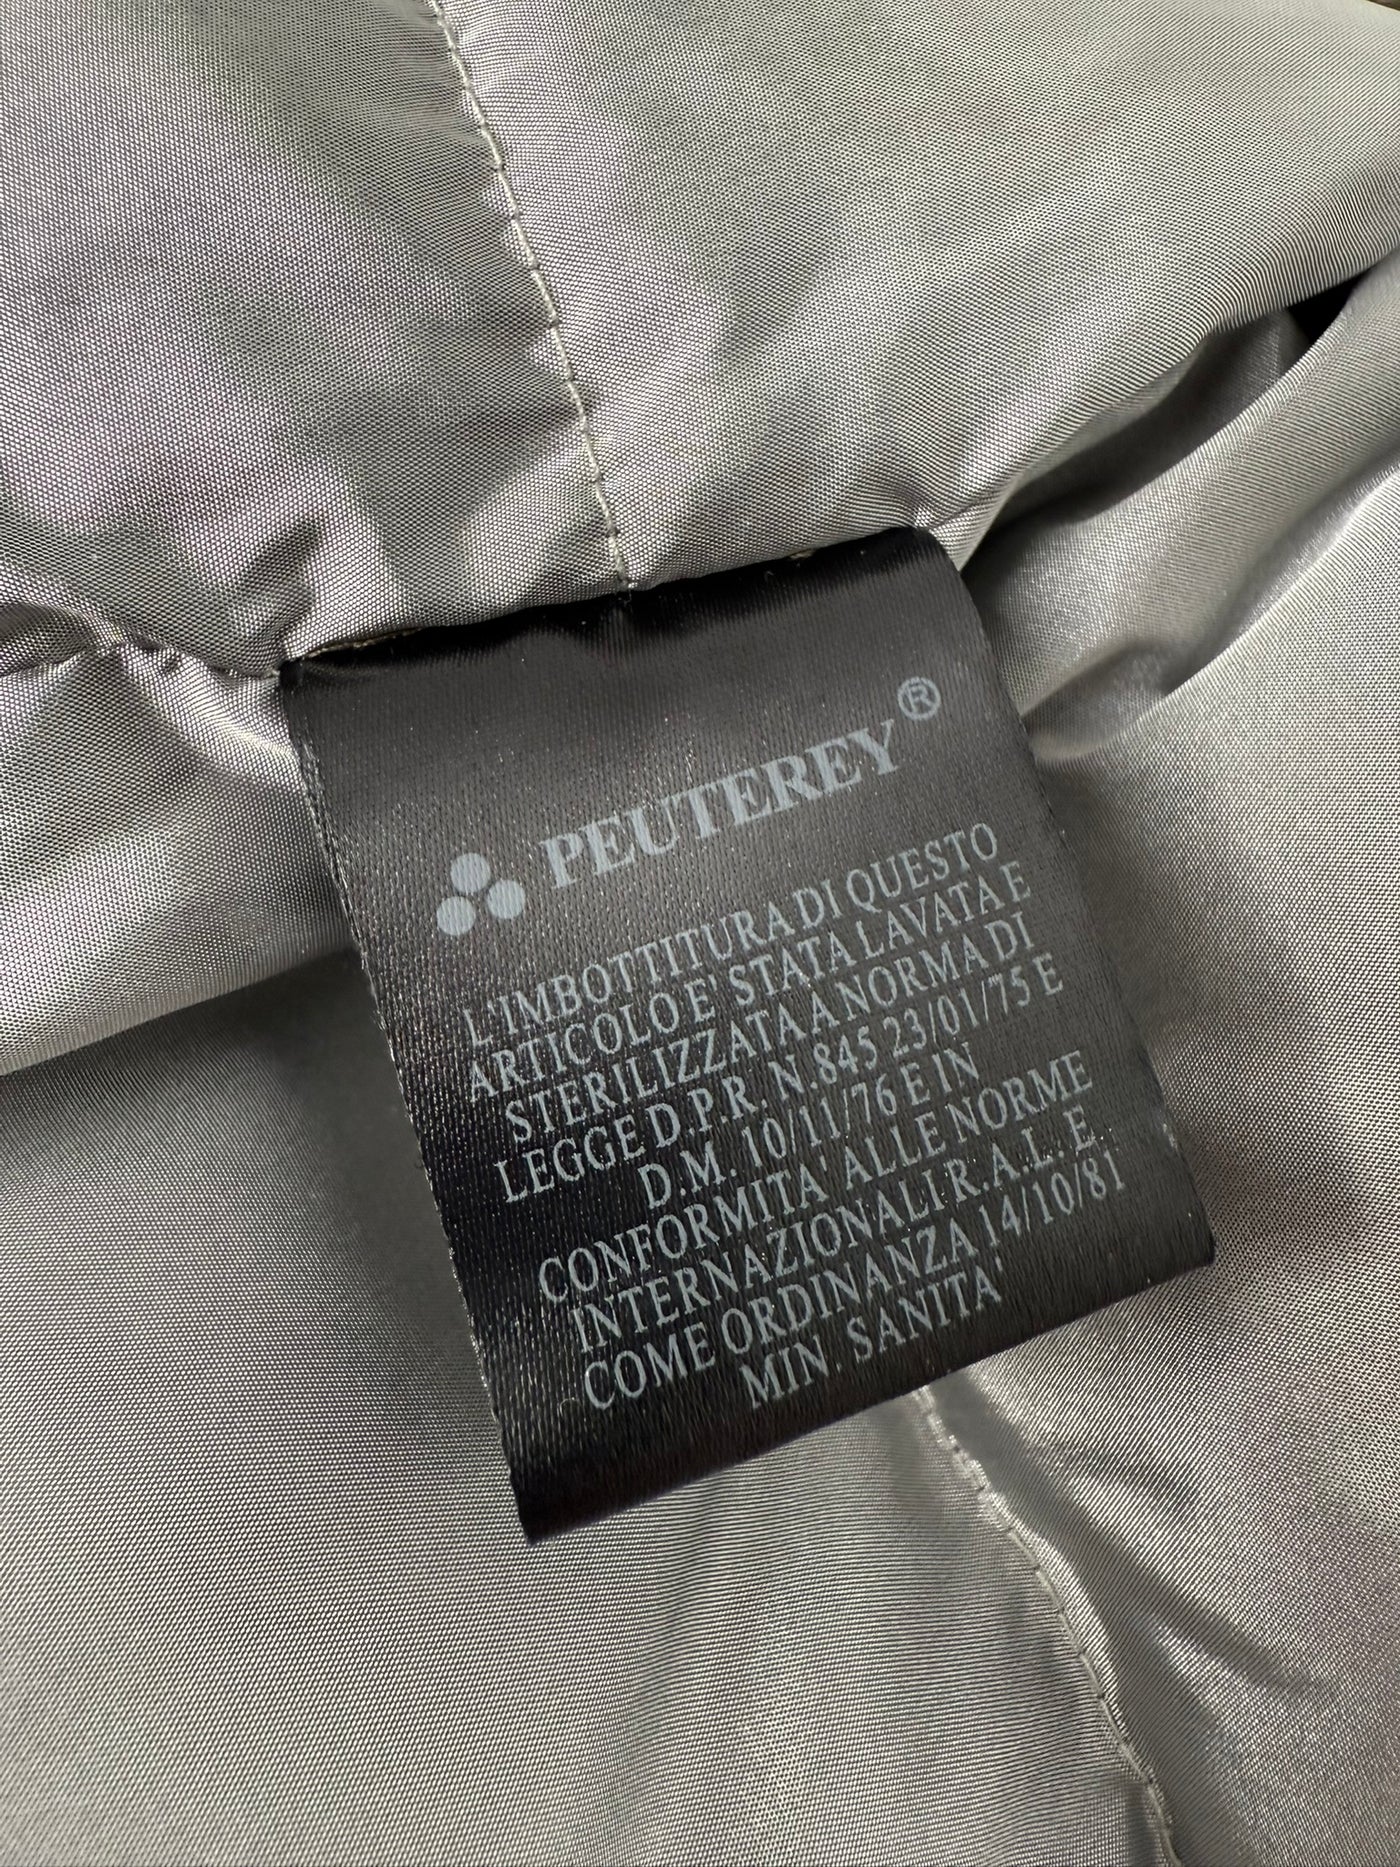 PEUTEREY®
L'IMBOTTITURA DI QUESTO
ARTICOLO E' STATA LAVATA E
STERILIZZATA A NORMA DI
LEGGE D.P.R. N.845 23/01/75 E
D.M. 10/11/76 E IN
CONFORMITA' ALLE NORME
INTERNAZIONALI R.A.L. E.
COME ORDINANZA 14/10/81
MIN. SANITA'